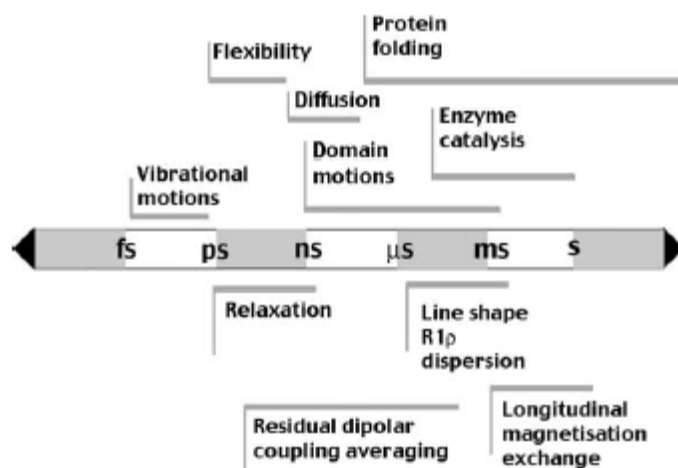 Protein
folding
Flexibility
Diffusion
Enzyme
catalysis
Domain
motions
Vibrational
motions
fs ps ns μs ms s
Relaxation
Line shape
R1ρ
dispersion
Residual dipolar
coupling averaging
Longitudinal
magnetisation
exchange